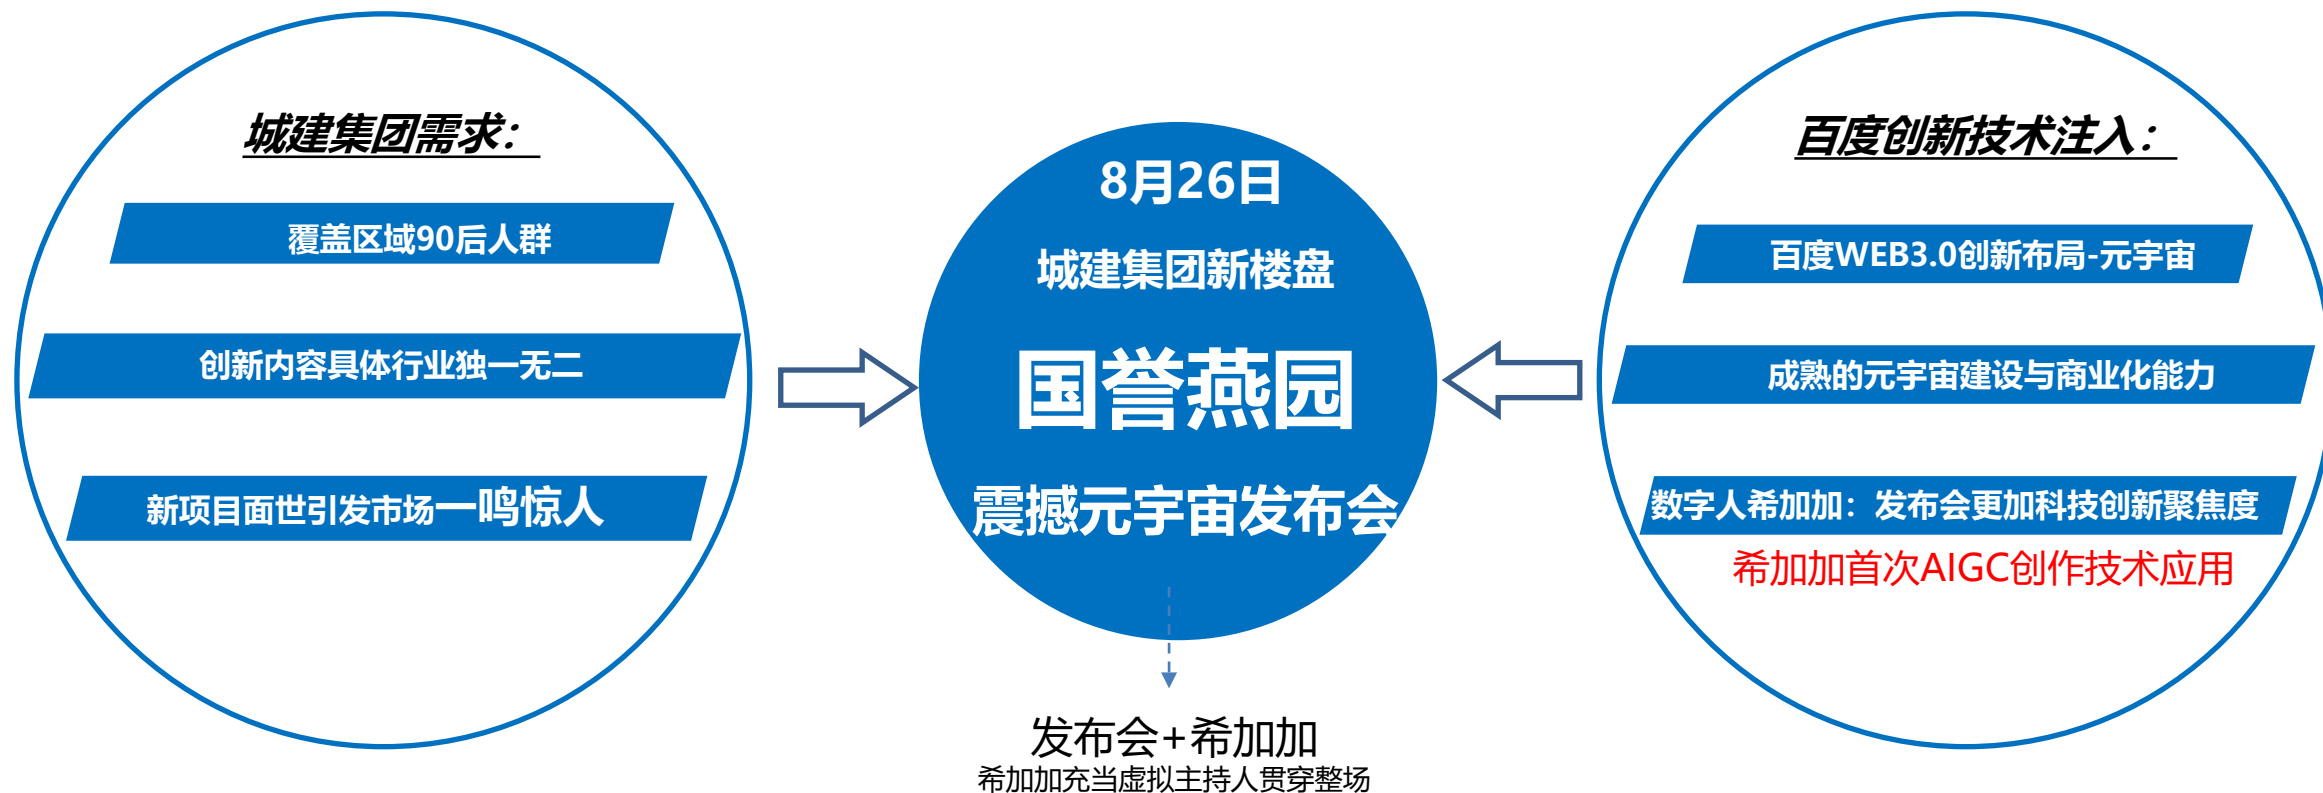 城建集团需求：
覆盖区域90后人群
创新内容具体行业独一无二
新项目面世引发市场一鸣惊人
8月26日
城建集团新楼盘
国誉燕园
震撼元宇宙发布会
发布会+希加加
希加加充当虚拟主持人贯穿整场
百度创新技术注入：
百度WEB3.0创新布局-元宇宙
成熟的元宇宙建设与商业化能力
数字人希加加：发布会更加科技创新聚焦度
希加加首次AIGC创作技术应用